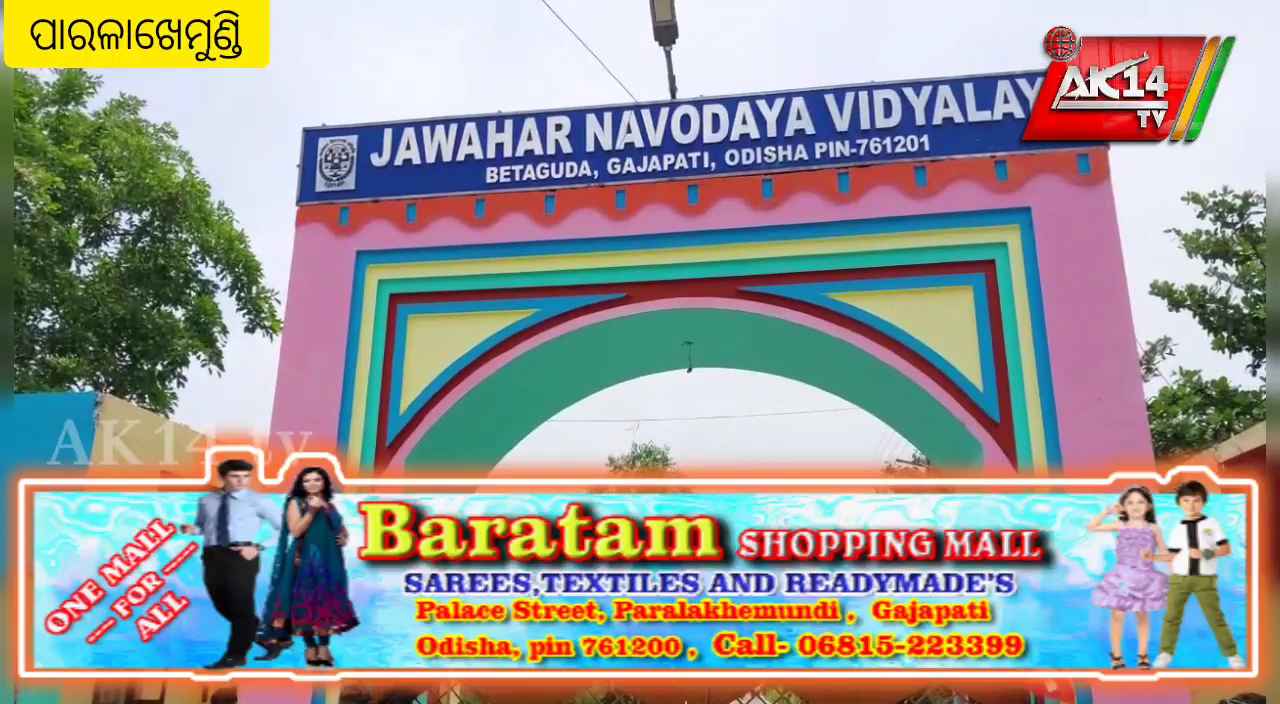 ପାରଳାଖେମୁଣ୍ଡି
AK14
TV
JAWAHAR NAVODAYA VIDYALAY
BETAGUDA, GAJAPATI, ODISHA PIN-761201
AK14 tv
ONE MALL
--- FOR ---
ALL
Baratam SHOPPING MALL
SAREES,TEXTILES AND READYMADE'S
Palace Street, Paralakhemundi , Gajapati
Odisha, pin 761200 , Call- 06815-223399